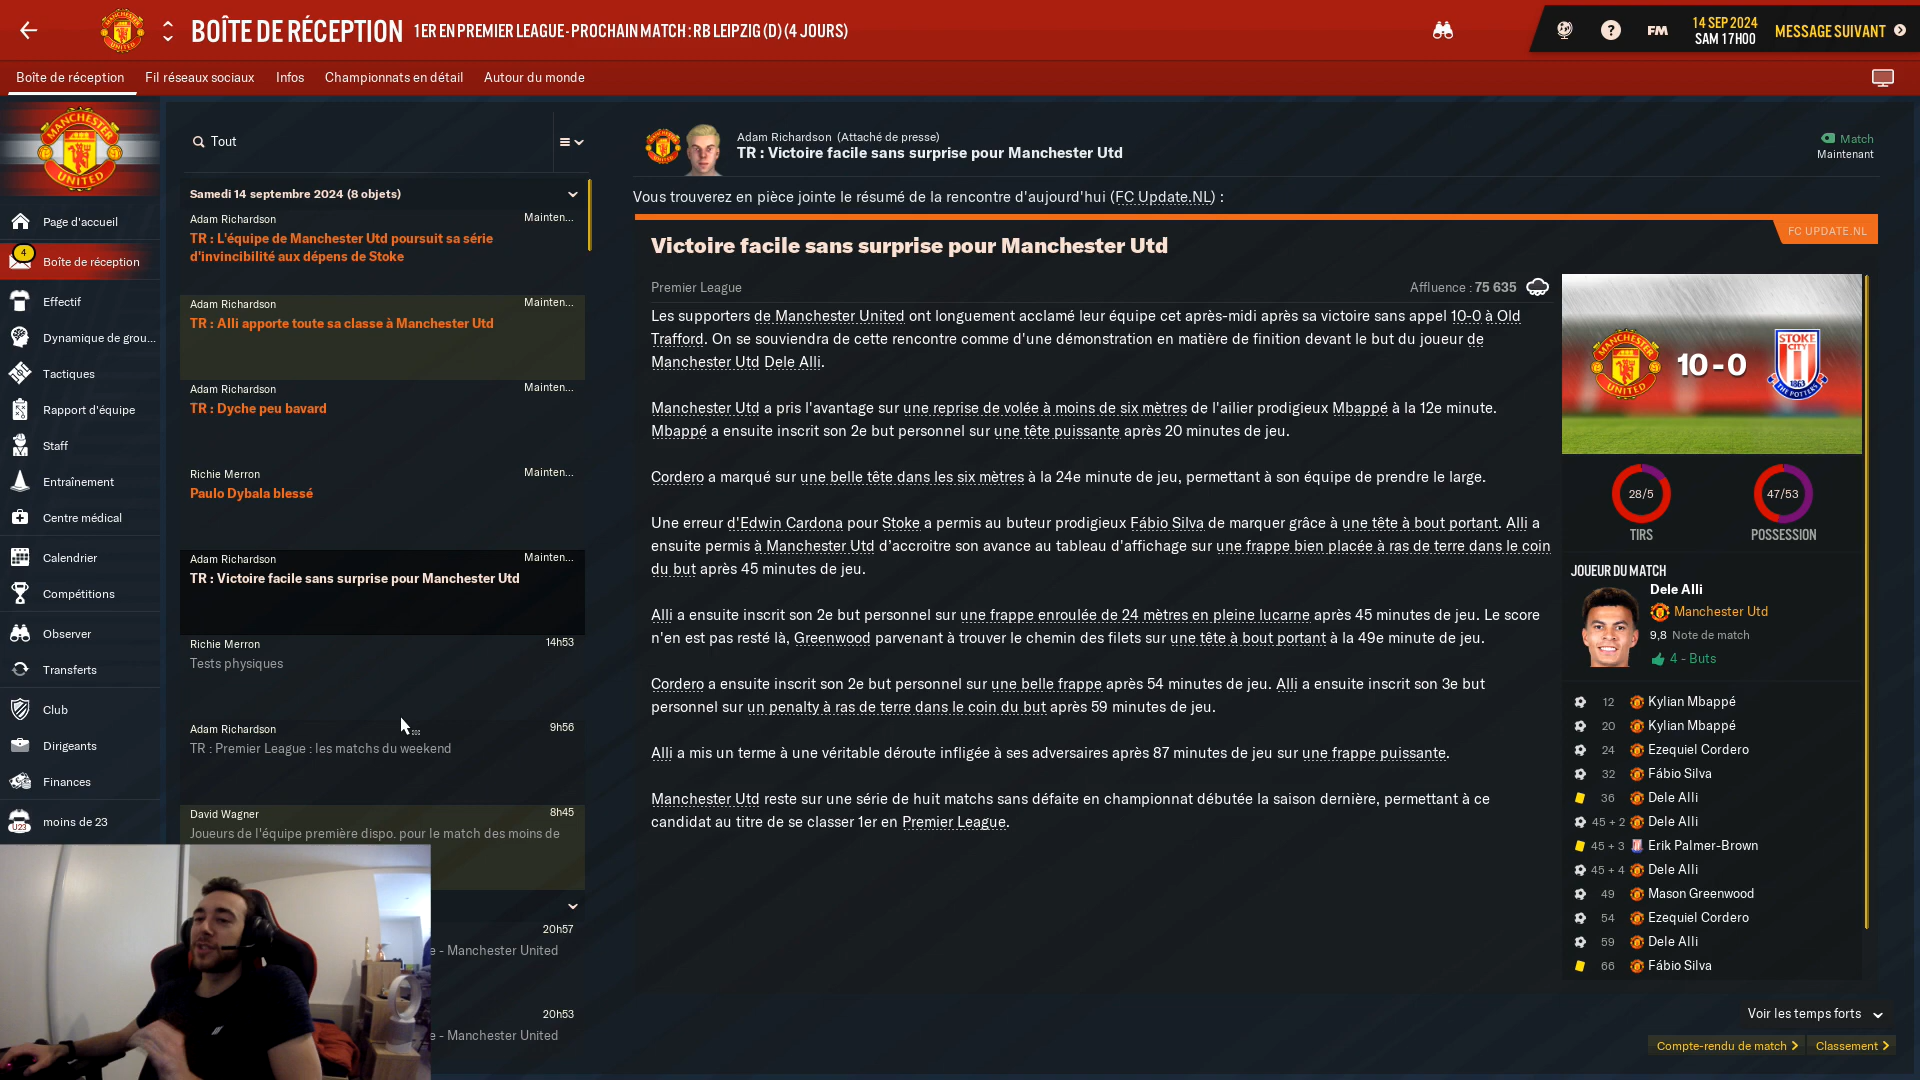 BOÎTE DE RÉCEPTION
1ER EN PREMIER LEAGUE - PROCHAIN MATCH : RB LEIPZIG (D) (4 JOURS)
?
FM
14 SEP 2024
SAM 17H00
MESSAGE SUIVANT
Boîte de réception
Fil réseaux sociaux
Infos
Championnats en détail
Autour du monde
MANCHESTER
UNITED
Page d'accueil
4
Boîte de réception
Effectif
Dynamique de grou...
Tactiques
Rapport d'équipe
Staff
Entraînement
Centre médical
Calendrier
Compétitions
Observer
Transferts
Club
Dirigeants
Finances
U23
moins de 23
Tout
Samedi 14 septembre 2024 (8 objets)
Adam Richardson
Mainten...
TR : L'équipe de Manchester Utd poursuit sa série
d'invincibilité aux dépens de Stoke
Adam Richardson
Mainten...
TR : Alli apporte toute sa classe à Manchester Utd
Adam Richardson
Mainten...
TR : Dyche peu bavard
Richie Merron
Mainten...
Paulo Dybala blessé
Adam Richardson
Mainten...
TR : Victoire facile sans surprise pour Manchester Utd
Richie Merron
14h53
Tests physiques
Adam Richardson
9h56
TR : Premier League : les matchs du weekend
David Wagner
8h45
Joueurs de l'équipe première dispo. pour le match des moins de
20h57
e - Manchester United
20h53
e - Manchester United
Adam Richardson (Attaché de presse)
TR : Victoire facile sans surprise pour Manchester Utd
Match
Maintenant
Vous trouverez en pièce jointe le résumé de la rencontre d'aujourd'hui (FC Update.NL) :
FC UPDATE.NL
Victoire facile sans surprise pour Manchester Utd
Premier League
Affluence : 75 635
Les supporters de Manchester United ont longuement acclamé leur équipe cet après-midi après sa victoire sans appel 10-0 à Old
Trafford. On se souviendra de cette rencontre comme d'une démonstration en matière de finition devant le but du joueur de
Manchester Utd Dele Alli.
Manchester Utd a pris l'avantage sur une reprise de volée à moins de six mètres de l'ailier prodigieux Mbappé à la 12e minute.
Mbappé a ensuite inscrit son 2e but personnel sur une tête puissante après 20 minutes de jeu.
Cordero a marqué sur une belle tête dans les six mètres à la 24e minute de jeu, permettant à son équipe de prendre le large.
Une erreur d'Edwin Cardona pour Stoke a permis au buteur prodigieux Fábio Silva de marquer grâce à une tête à bout portant. Alli a
ensuite permis à Manchester Utd d’accroitre son avance au tableau d'affichage sur une frappe bien placée à ras de terre dans le coin
du but après 45 minutes de jeu.
Alli a ensuite inscrit son 2e but personnel sur une frappe enroulée de 24 mètres en pleine lucarne après 45 minutes de jeu. Le score
n'en est pas resté là, Greenwood parvenant à trouver le chemin des filets sur une tête à bout portant à la 49e minute de jeu.
Cordero a ensuite inscrit son 2e but personnel sur une belle frappe après 54 minutes de jeu. Alli a ensuite inscrit son 3e but
personnel sur un penalty à ras de terre dans le coin du but après 59 minutes de jeu.
Alli a mis un terme à une véritable déroute infligée à ses adversaires après 87 minutes de jeu sur une frappe puissante.
Manchester Utd reste sur une série de huit matchs sans défaite en championnat débutée la saison dernière, permettant à ce
candidat au titre de se classer 1er en Premier League.
MANCHESTER
UNITED
10 - 0
STOKE
CITY
1863
THE POTTERS
28/5
TIRS
47/53
POSSESSION
JOUEUR DU MATCH
Dele Alli
Manchester Utd
9,8 Note de match
4 - Buts
12 Kylian Mbappé
20 Kylian Mbappé
24 Ezequiel Cordero
32 Fábio Silva
36 Dele Alli
45 + 2 Dele Alli
45 + 3 Erik Palmer-Brown
45 + 4 Dele Alli
49 Mason Greenwood
54 Ezequiel Cordero
59 Dele Alli
66 Fábio Silva
Voir les temps forts
Compte-rendu de match
Classement